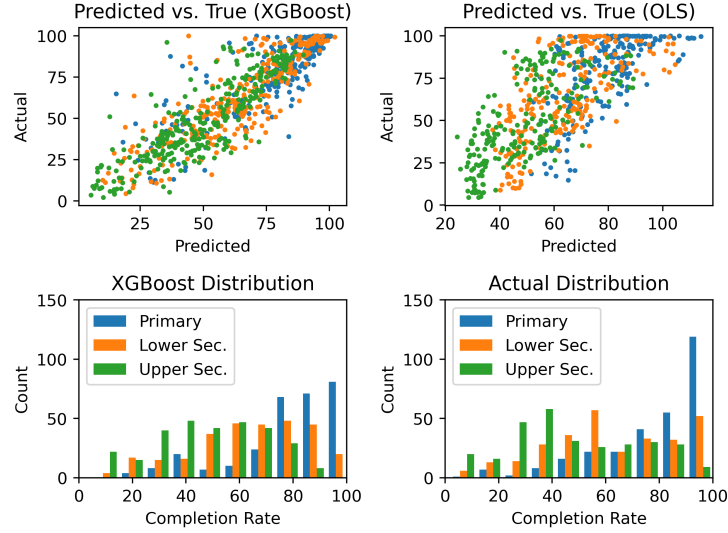 Predicted vs. True (XGBoost)
Actual
100
75
50
25
0
25 50 75 100
Predicted
Predicted vs. True (OLS)
Actual
100
75
50
25
0
20 40 60 80 100
Predicted
XGBoost Distribution
Count
150
100
50
0
Primary
Lower Sec.
Upper Sec.
0 20 40 60 80 100
Completion Rate
Actual Distribution
Count
150
100
50
0
Primary
Lower Sec.
Upper Sec.
0 20 40 60 80 100
Completion Rate